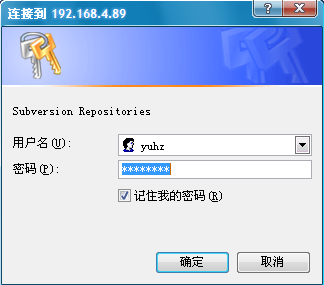 连接到 192.168.4.89
Subversion Repositories
用户名(U): yuhz
密码(P): ********
记住我的密码(R)
确定 取消